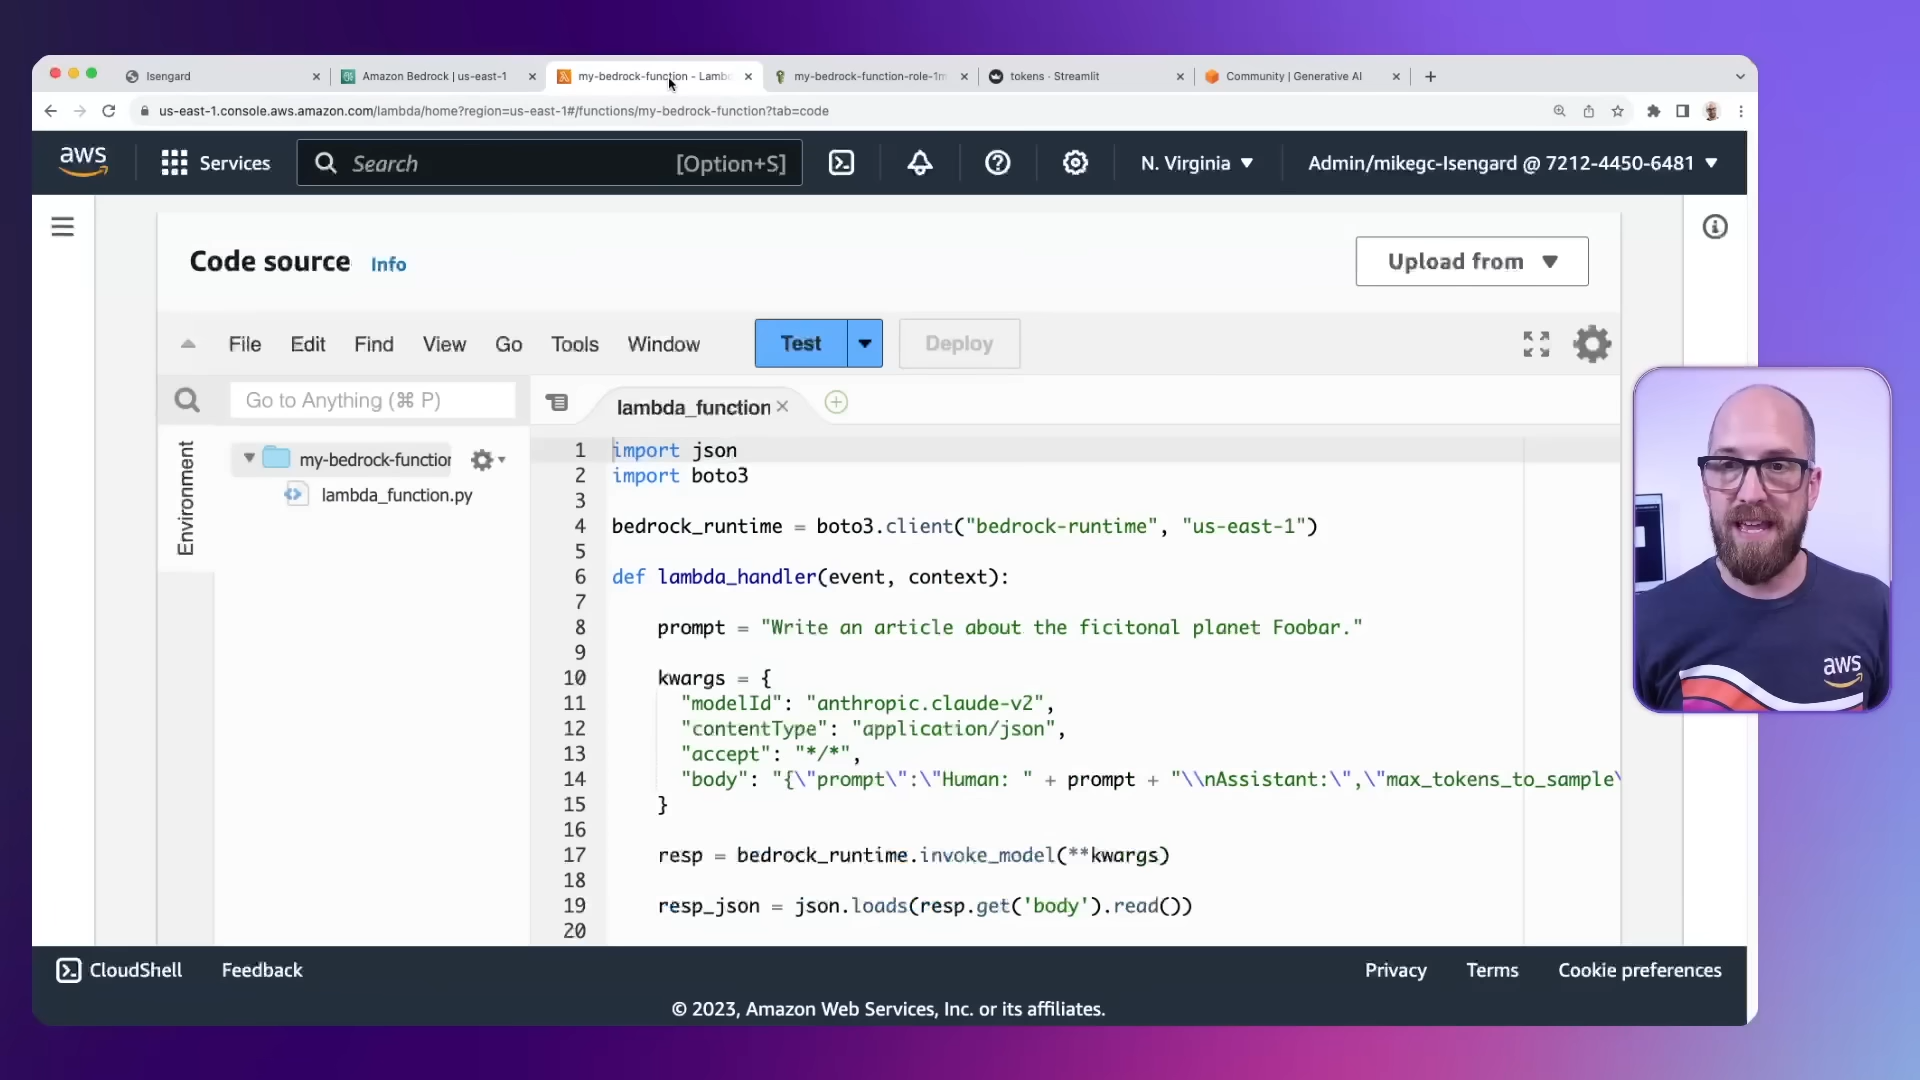 Isengard
Amazon Bedrock | us-east-1
my-bedrock-function - Lamb
my-bedrock-function-role-1m
tokens · Streamlit
Community | Generative AI
us-east-1.console.aws.amazon.com/lambda/home?region=us-east-1#/functions/my-bedrock-function?tab=code
aws
Services
Search
[Option+S]
N. Virginia
Admin/mikegc-Isengard @ 7212-4450-6481
Code source
Info
Upload from
File
Edit
Find
View
Go
Tools
Window
Test
Deploy
Go to Anything (⌘ P)
lambda_function
Environment
my-bedrock-function
lambda_function.py
1 import json
2 import boto3
3
4 bedrock_runtime = boto3.client("bedrock-runtime", "us-east-1")
5
6 def lambda_handler(event, context):
7
8 prompt = "Write an article about the ficitonal planet Foobar."
9
10 kwargs = {
11 "modelId": "anthropic.claude-v2",
12 "contentType": "application/json",
13 "accept": "*/*",
14 "body": "{\"prompt\":\"Human: " + prompt + "\\nAssistant:\",\"max_tokens_to_sample\
15 }
16
17 resp = bedrock_runtime.invoke_model(**kwargs)
18
19 resp_json = json.loads(resp.get('body').read())
20
aws
CloudShell
Feedback
Privacy
Terms
Cookie preferences
© 2023, Amazon Web Services, Inc. or its affiliates.